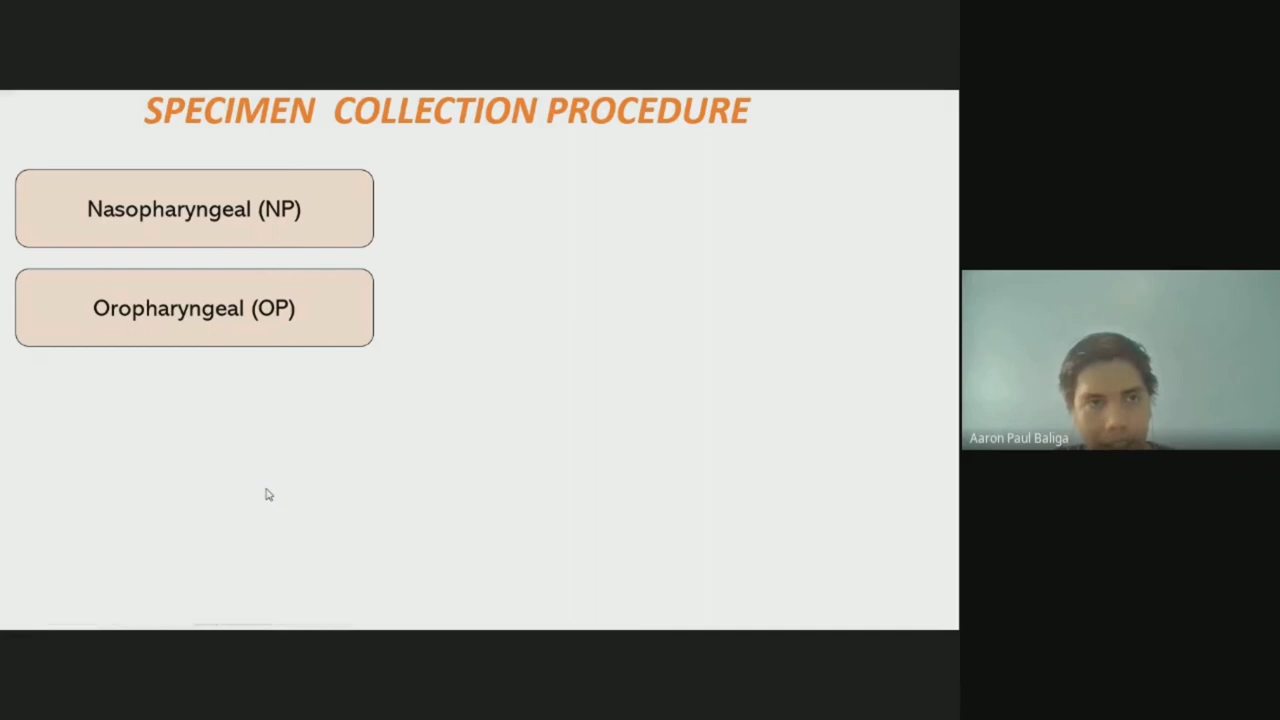 SPECIMEN COLLECTION PROCEDURE
Nasopharyngeal (NP)
Oropharyngeal (OP)
Aaron Paul Baliga